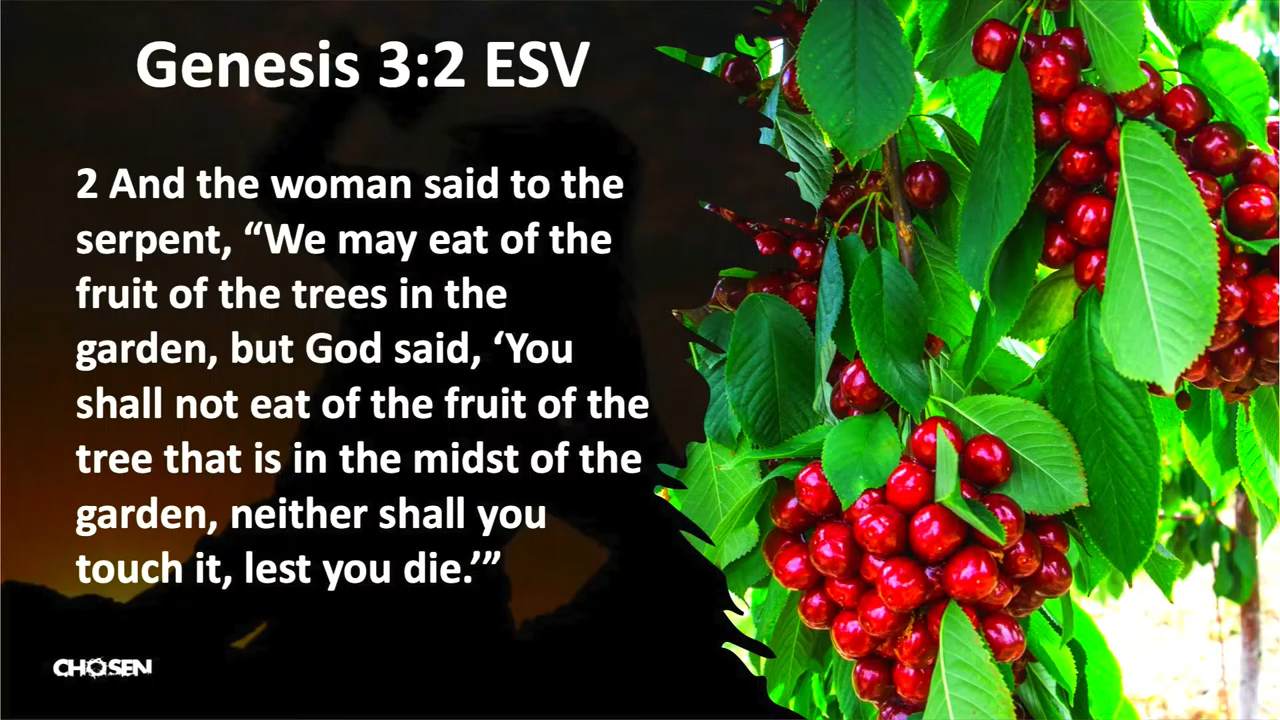 Genesis 3:2 ESV
2 And the woman said to the
serpent, “We may eat of the
fruit of the trees in the
garden, but God said, ‘You
shall not eat of the fruit of the
tree that is in the midst of the
garden, neither shall you
touch it, lest you die.’”
CHOSEN